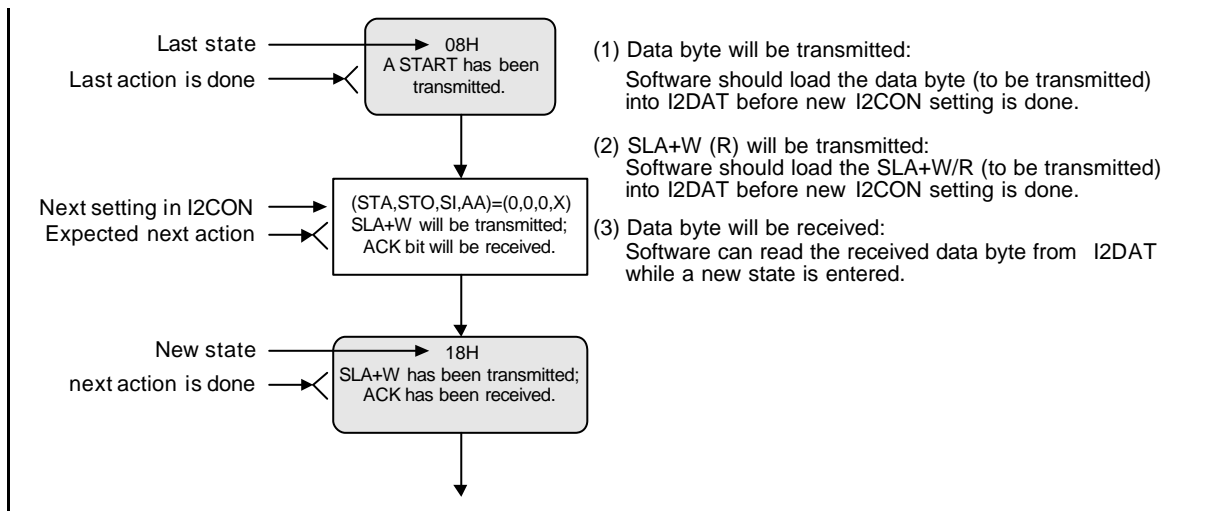 Last state
08H
Last action is done
A START has been
transmitted.
Next setting in I2CON
(STA,STO,SI,AA)=(0,0,0,X)
Expected next action
SLA+W will be transmitted;
ACK bit will be received.
New state
18H
next action is done
SLA+W has been transmitted;
ACK has been received.
(1) Data byte will be transmitted:
Software should load the data byte (to be transmitted)
into I2DAT before new I2CON setting is done.
(2) SLA+W (R) will be transmitted:
Software should load the SLA+W/R (to be transmitted)
into I2DAT before new I2CON setting is done.
(3) Data byte will be received:
Software can read the received data byte from I2DAT
while a new state is entered.